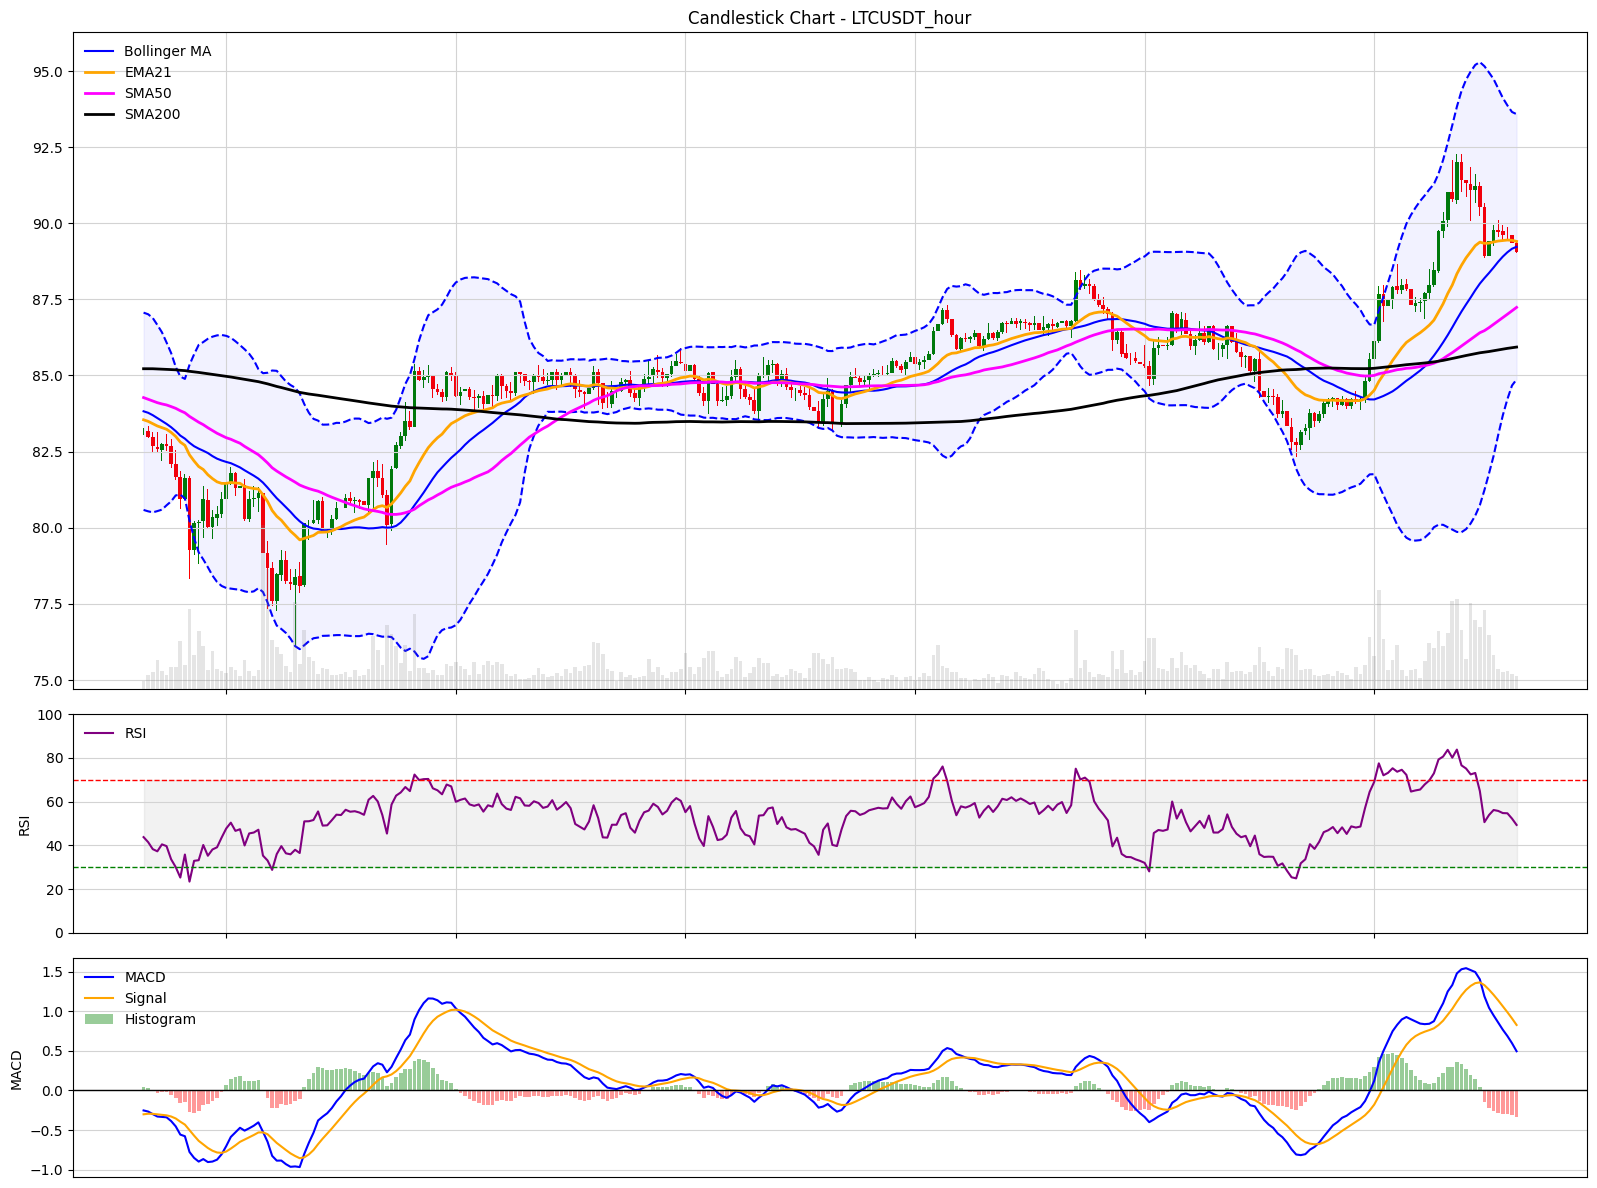 Candlestick Chart - LTCUSDT_hour
Bollinger MA
EMA21
SMA50
SMA200
95.0
92.5
90.0
87.5
85.0
82.5
80.0
77.5
75.0
RSI
100
80
60
40
20
0
RSI
MACD
Signal
Histogram
1.5
1.0
0.5
0.0
−0.5
−1.0
MACD